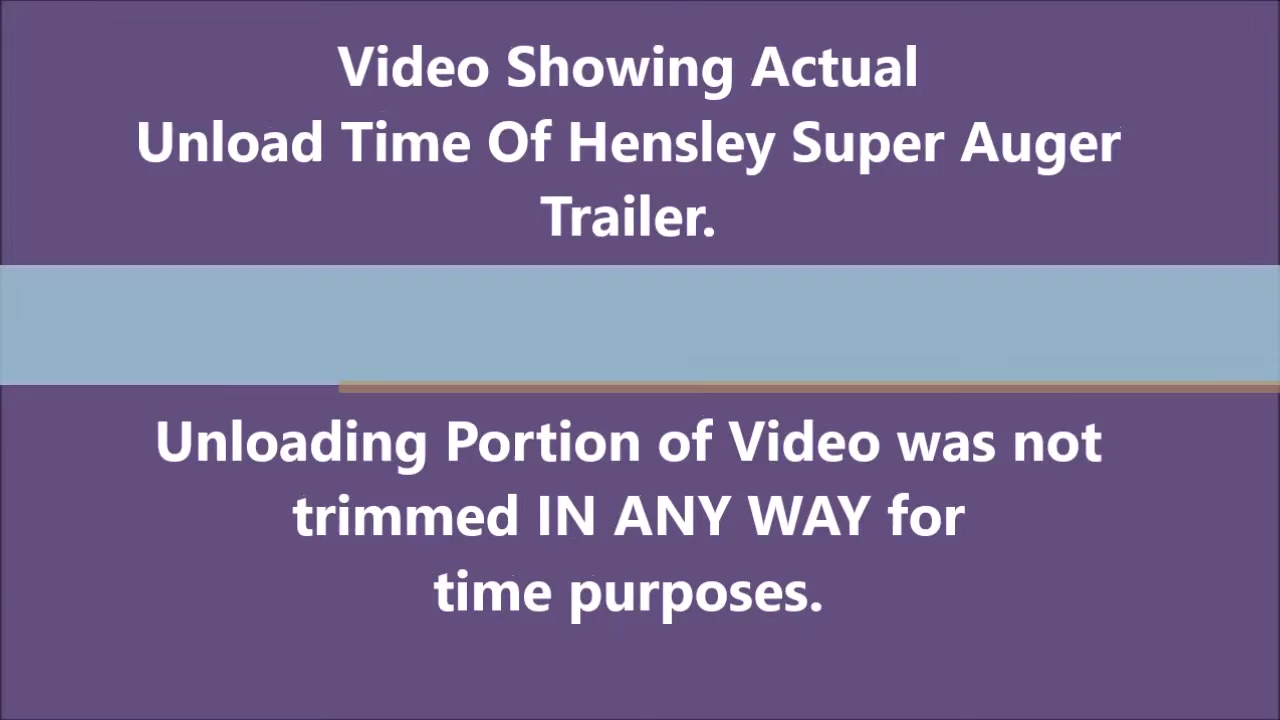 Video Showing Actual
Unload Time Of Hensley Super Auger
Trailer.
Unloading Portion of Video was not
trimmed IN ANY WAY for
time purposes.